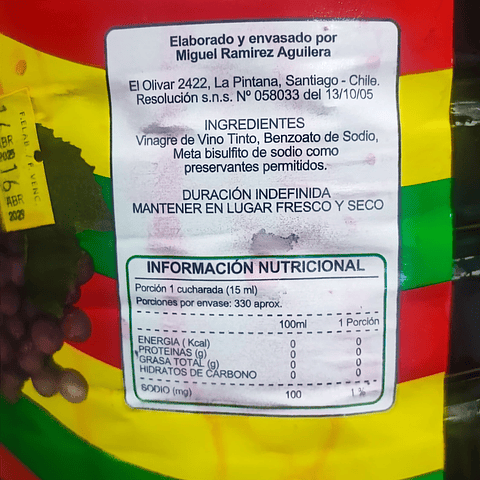 Elaborado y envasado por
Miguel Ramirez Aguilera
El Olivar 2422, La Pintana, Santiago - Chile.
Resolución s.n.s. Nº 058033 del 13/10/05
INGREDIENTES
Vinagre de Vino Tinto, Benzoato de Sodio,
Meta bisulfito de sodio como
preservantes permitidos.
DURACIÓN INDEFINIDA
MANTENER EN LUGAR FRESCO Y SECO
INFORMACIÓN NUTRICIONAL
Porción 1 cucharada (15 ml)
Porciones por envase: 330 aprox.
100ml 1 Porción
ENERGIA (Kcal) 0 0
PROTEINAS (g) 0 0
GRASA TOTAL (g) 0 0
HIDRATOS DE CARBONO 0 0
SODIO (mg) 100
F.ELAB / F.VENC
16
ABR